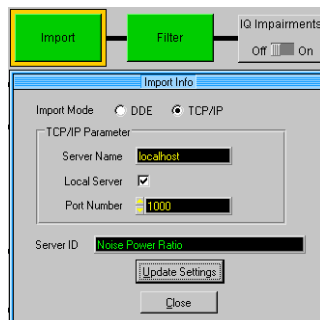 Import
Filter
IQ Impairments
Off On
Import Info
Import Mode DDE TCP/IP
TCP/IP Parameter
Server Name localhost
Local Server
Port Number 1000
Server ID Noise Power Ratio
Update Settings
Close